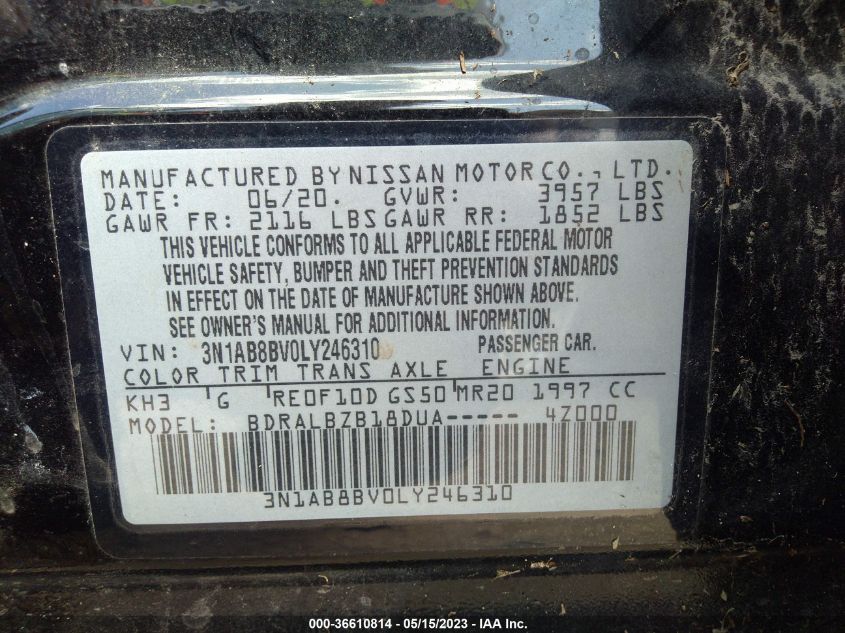 MANUFACTURED BY NISSAN MOTOR CO., LTD.
DATE: 06/20. GVWR: 3957 LBS
GAWR FR: 2116 LBS GAWR RR: 1852 LBS
THIS VEHICLE CONFORMS TO ALL APPLICABLE FEDERAL MOTOR
VEHICLE SAFETY, BUMPER AND THEFT PREVENTION STANDARDS
IN EFFECT ON THE DATE OF MANUFACTURE SHOWN ABOVE.
SEE OWNER'S MANUAL FOR ADDITIONAL INFORMATION.
VIN: 3N1AB8BV0LY246310 PASSENGER CAR.
COLOR TRIM TRANS AXLE ENGINE
KH3 G RE0F10D GS50 MR20 1997 CC
MODEL: BDRALBZB18DUA----- 4Z000
3N1AB8BV0LY246310
000-36610814 - 05/15/2023 - IAA Inc.